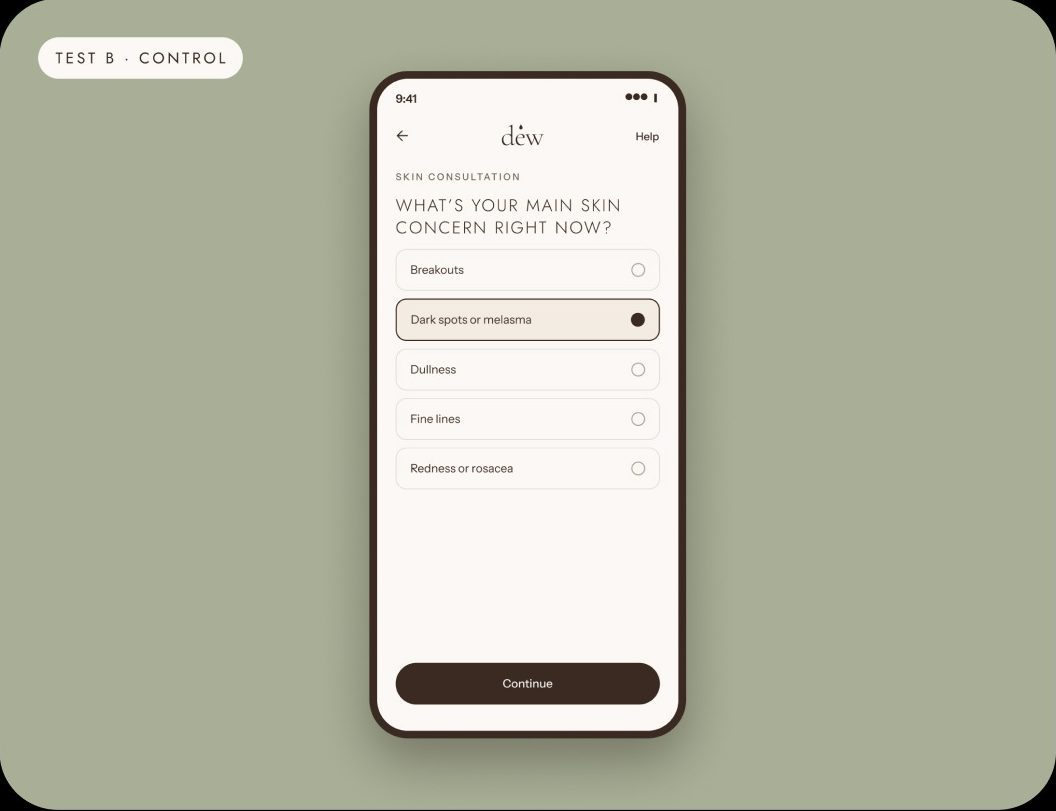 TEST B · CONTROL
9:41
dew
Help
SKIN CONSULTATION
WHAT’S YOUR MAIN SKIN
CONCERN RIGHT NOW?
Breakouts
Dark spots or melasma
Dullness
Fine lines
Redness or rosacea
Continue